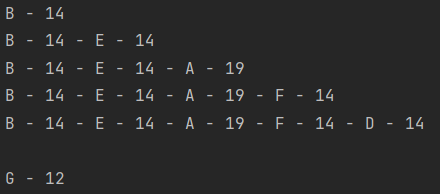 B - 14
B - 14 - E - 14
B - 14 - E - 14 - A - 19
B - 14 - E - 14 - A - 19 - F - 14
B - 14 - E - 14 - A - 19 - F - 14 - D - 14
G - 12